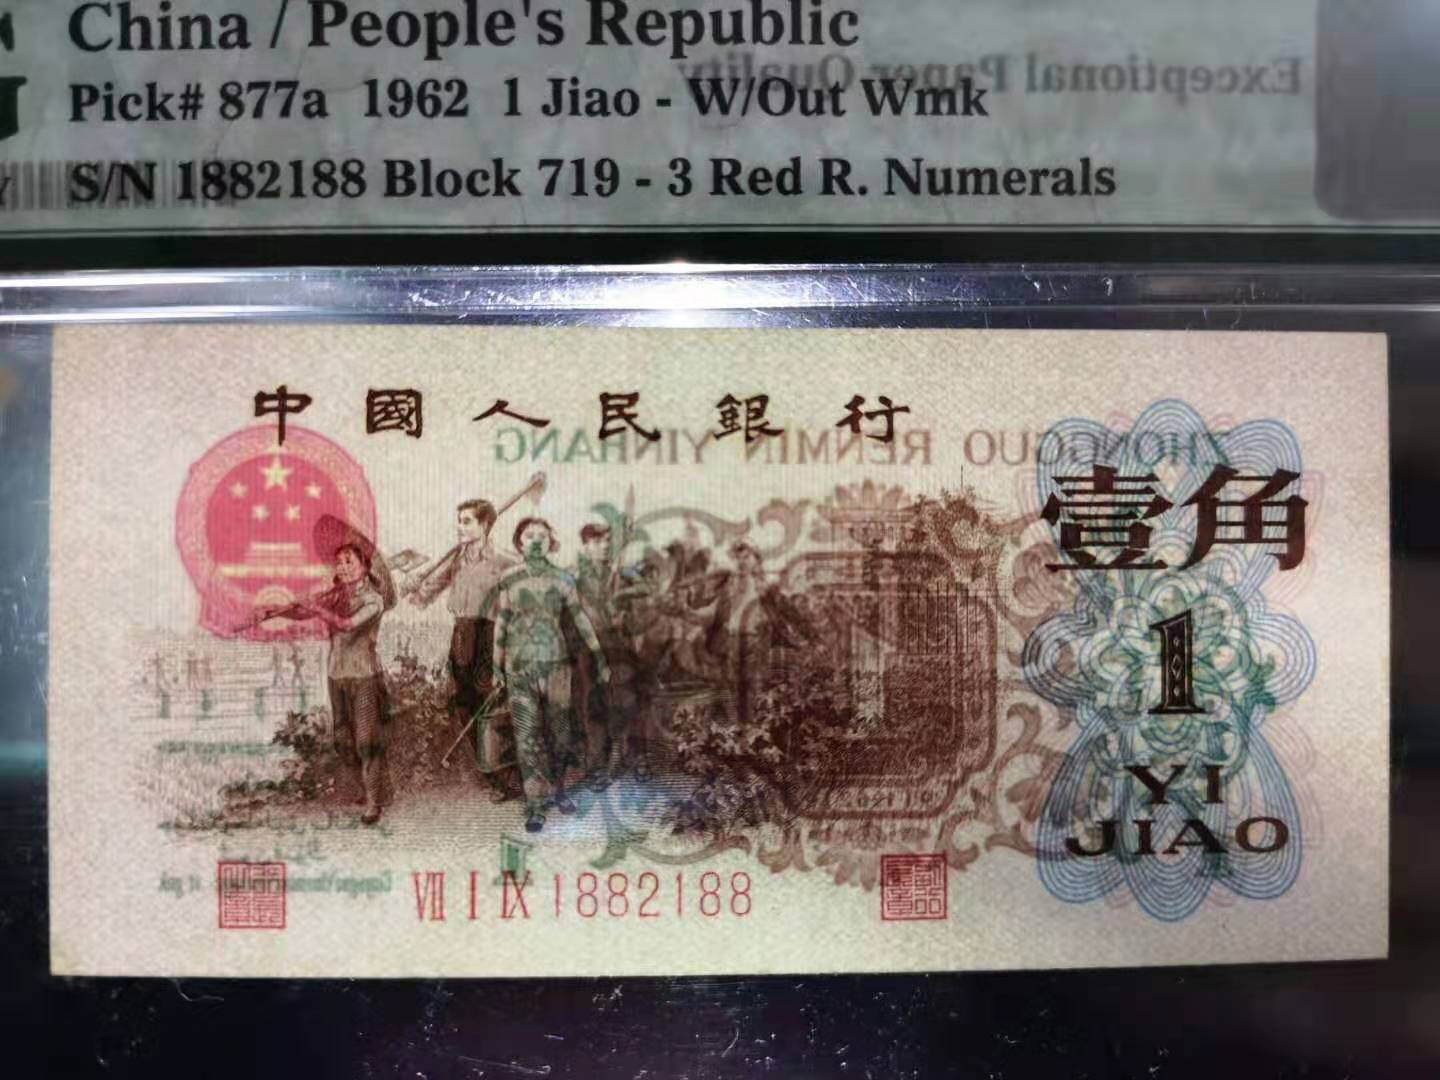 China / People's Republic
Exceptional Paper Quality
Pick# 877a 1962 1 Jiao - W/Out Wmk
S/N 1882188 Block 719 - 3 Red R. Numerals
中國人民銀行
ZHONGGUO RENMIN YINHANG
壹角
1
YI
JIAO
VII I IX 1882188